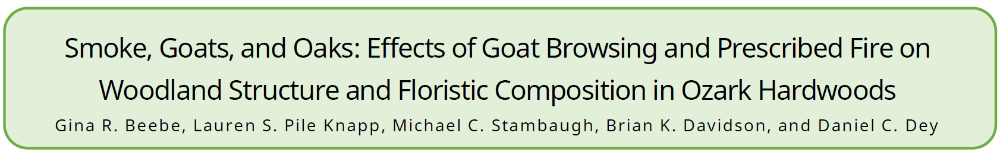 Smoke, Goats, and Oaks: Effects of Goat Browsing and Prescribed Fire on
Woodland Structure and Floristic Composition in Ozark Hardwoods
Gina R. Beebe, Lauren S. Pile Knapp, Michael C. Stambaugh, Brian K. Davidson, and Daniel C. Dey